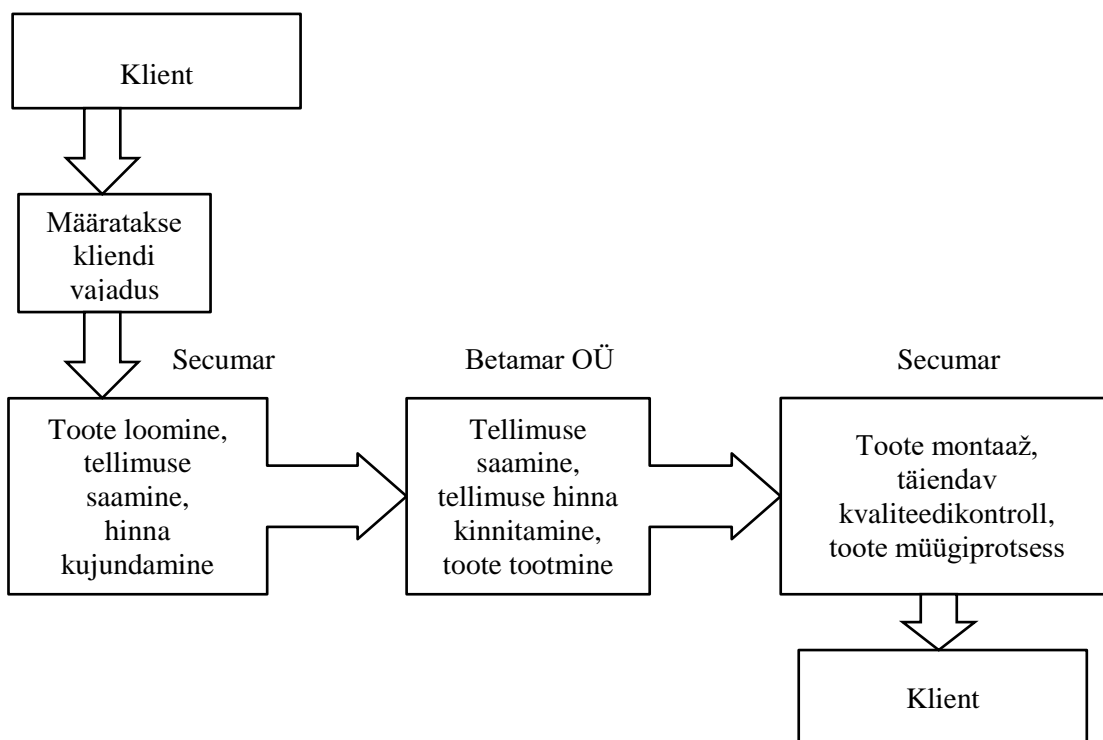 Klient
Määratakse
kliendi
vajadus
Secumar
Betamar OÜ
Secumar
Toote loomine,
tellimuse
saamine,
hinna
kujundamine
Tellimuse
saamine,
tellimuse hinna
kinnitamine,
toote tootmine
Toote montaaž,
täiendav
kvaliteedikontroll,
toote müügiprotsess
Klient